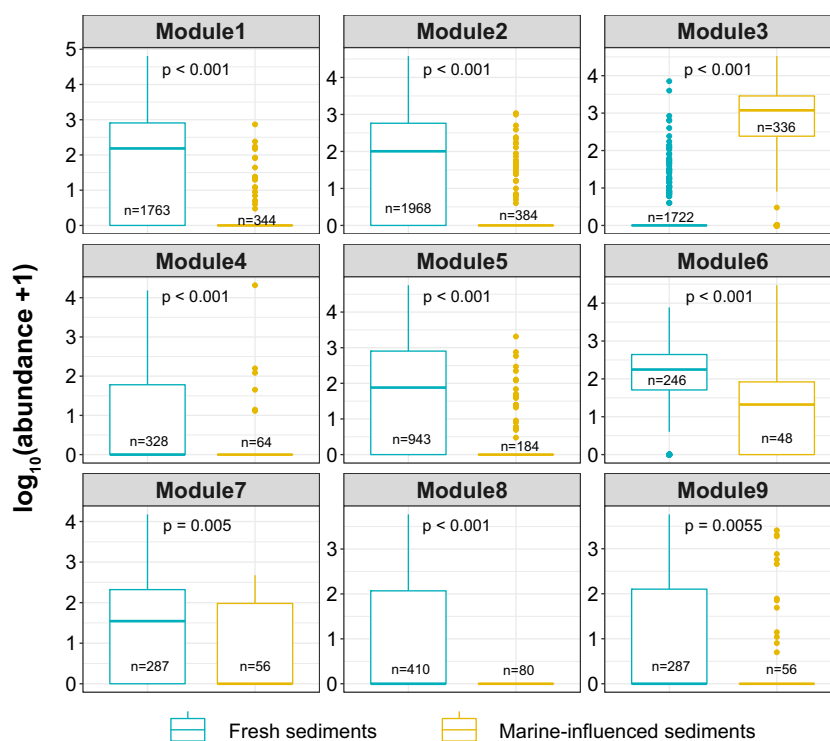 Module1 Module2 Module3
5
4
3
2
1
0
p < 0.001
n=1763
n=344
4
3
2
1
0
p < 0.001
n=1968
n=384
4
3
2
1
0
p < 0.001
n=1722
n=336
Module4 Module5 Module6
4
3
2
1
0
p < 0.001
n=328
n=64
4
3
2
1
0
p < 0.001
n=943
n=184
4
3
2
1
0
p < 0.001
n=246
n=48
Module7 Module8 Module9
4
3
2
1
0
p = 0.005
n=287
n=56
3
2
1
0
p < 0.001
n=410
n=80
3
2
1
0
p = 0.0055
n=287
n=56
log10(abundance +1)
Fresh sediments Marine-influenced sediments